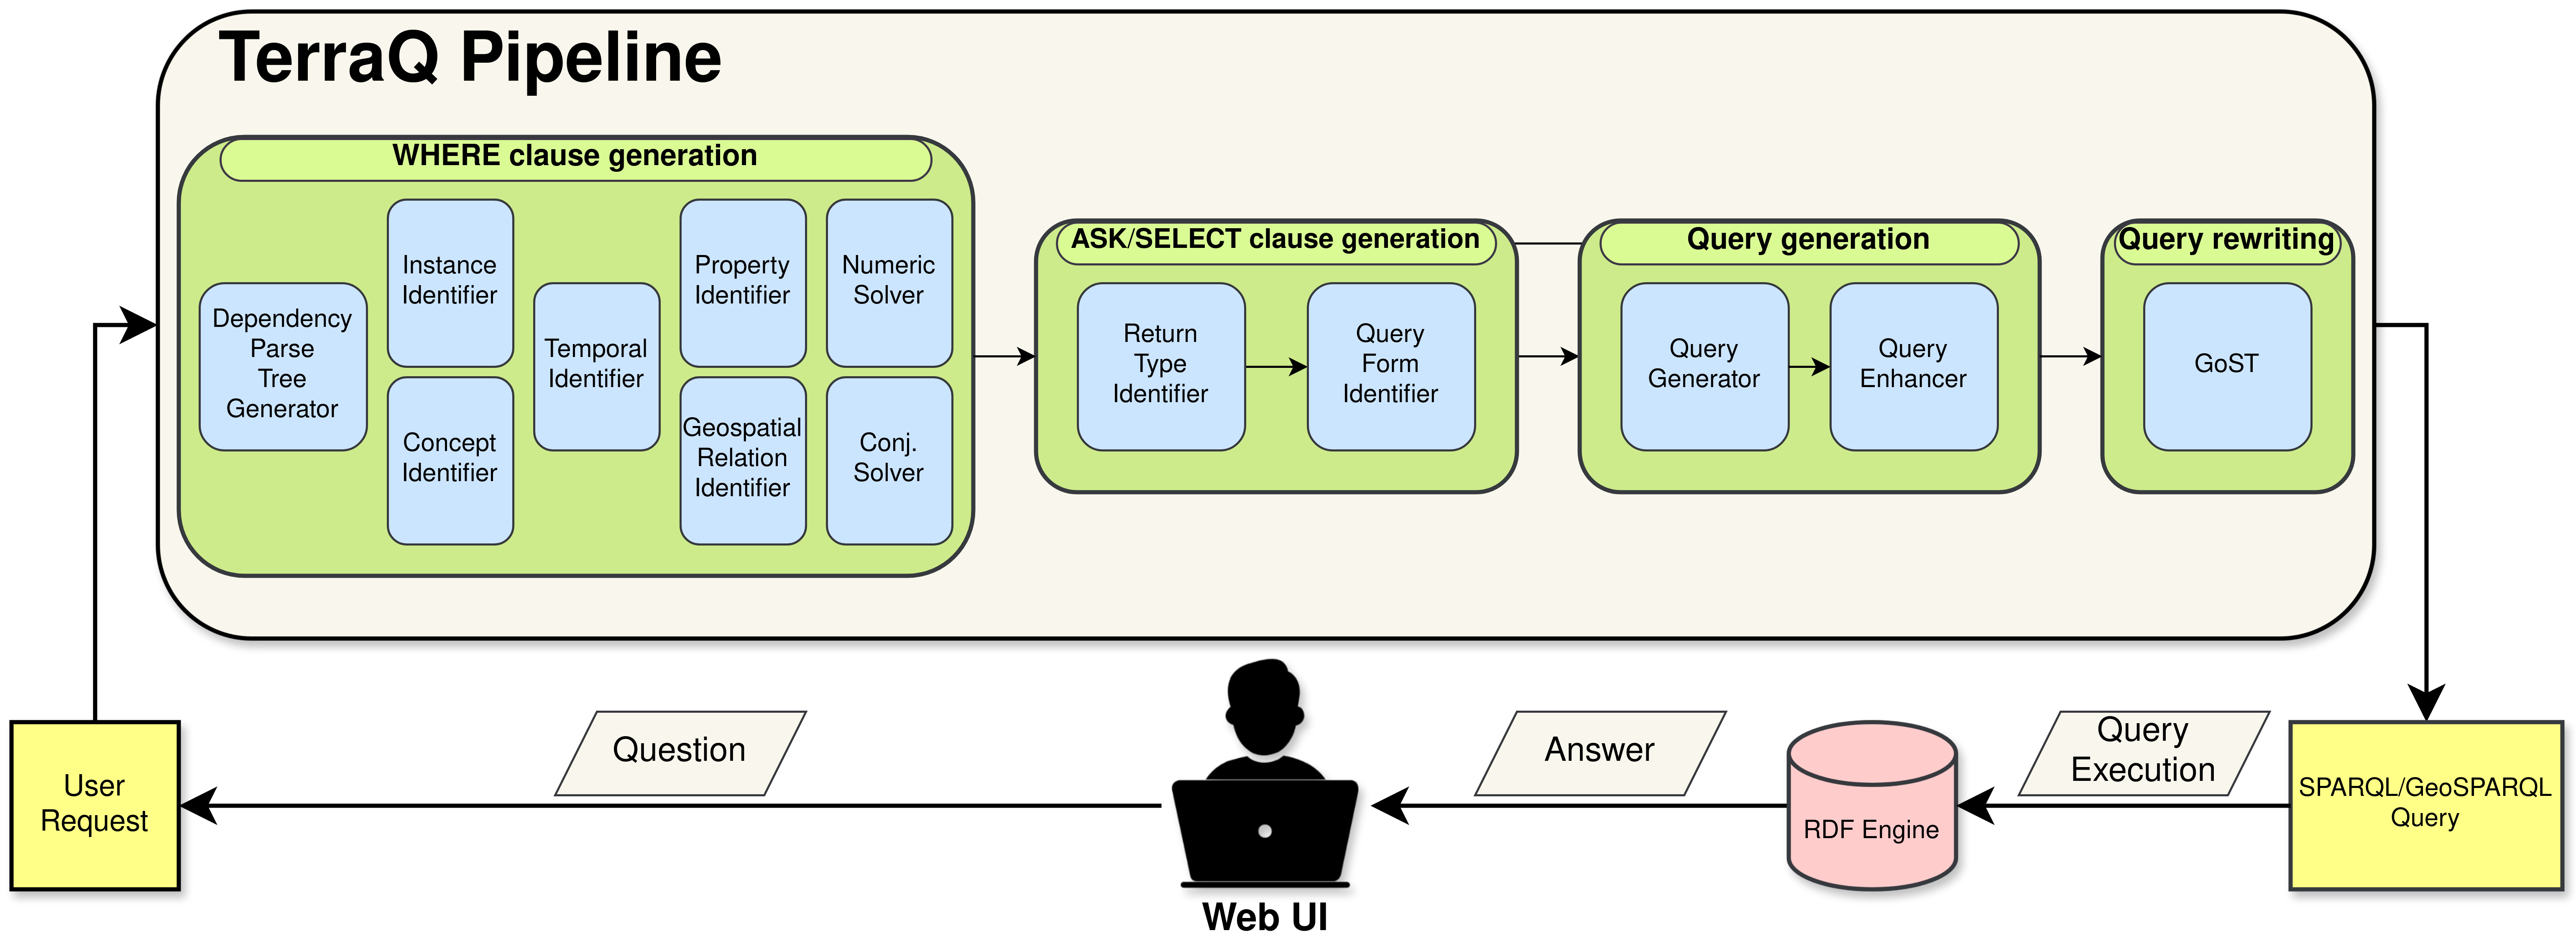 TerraQ Pipeline
WHERE clause generation
Dependency
Parse
Tree
Generator
Instance
Identifier
Concept
Identifier
Temporal
Identifier
Property
Identifier
Geospatial
Relation
Identifier
Numeric
Solver
Conj.
Solver
ASK/SELECT clause generation
Return
Type
Identifier
Query
Form
Identifier
Query generation
Query
Generator
Query
Enhancer
Query rewriting
GoST
User
Request
Question
Web UI
Answer
RDF Engine
Query
Execution
SPARQL/GeoSPARQL
Query